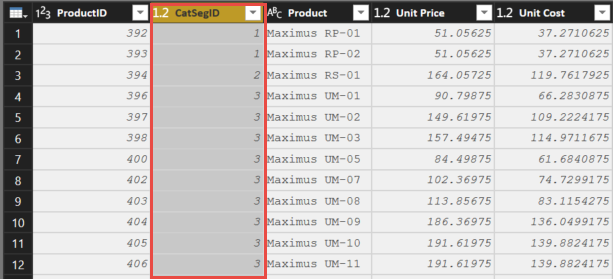 1²3 ProductID 1.2 CatSegID AᴮC Product 1.2 Unit Price 1.2 Unit Cost
1 392 1 Maximus RP-01 51.05625 37.2710625
2 393 1 Maximus RP-02 51.05625 37.2710625
3 394 2 Maximus RS-01 164.05725 119.7617925
4 396 3 Maximus UM-01 90.79875 66.2830875
5 397 3 Maximus UM-02 149.61975 109.2224175
6 398 3 Maximus UM-03 157.49475 114.9711675
7 400 3 Maximus UM-05 84.49875 61.6840875
8 402 3 Maximus UM-07 102.36975 74.7299175
9 403 3 Maximus UM-08 113.85675 83.1154275
10 404 3 Maximus UM-09 186.36975 136.0499175
11 405 3 Maximus UM-10 191.61975 139.8824175
12 406 3 Maximus UM-11 191.61975 139.8824175